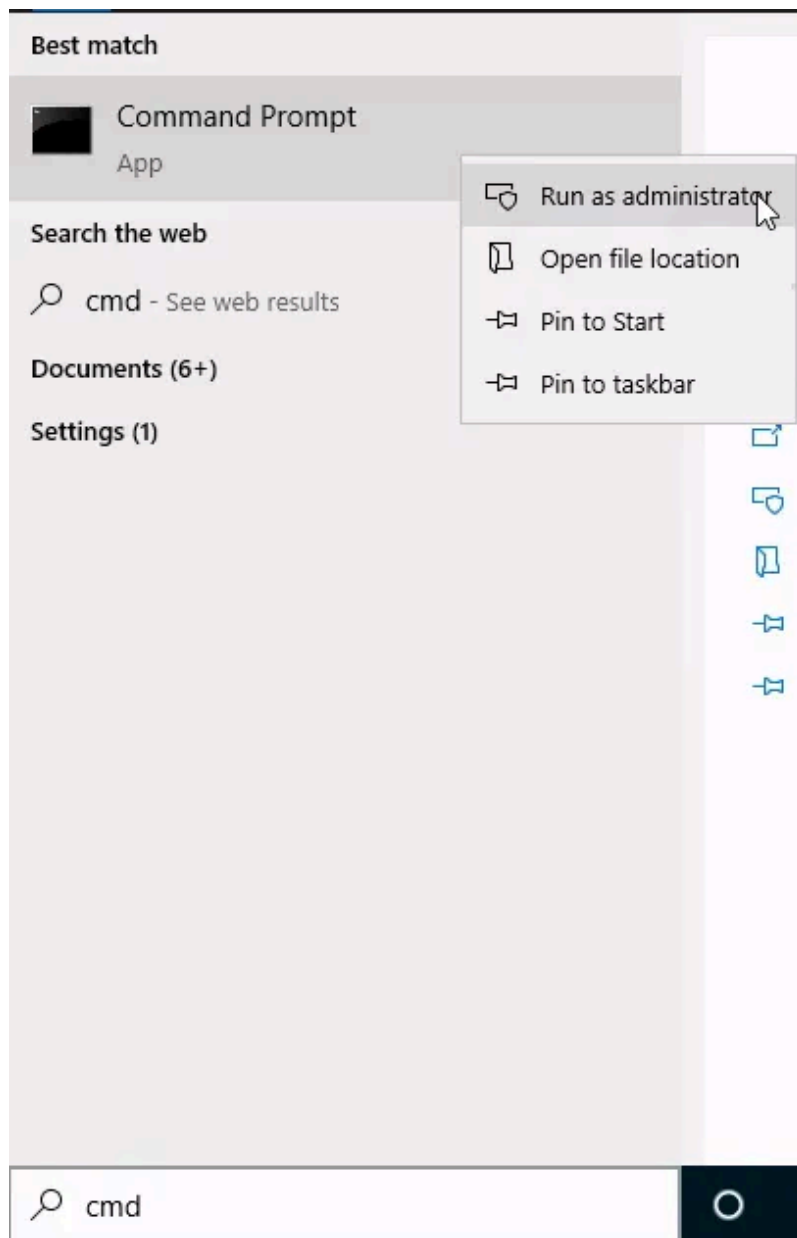 Best match
Command Prompt
App
Run as administrator
Search the web
Open file location
cmd - See web results
Pin to Start
Documents (6+)
Pin to taskbar
Settings (1)
cmd